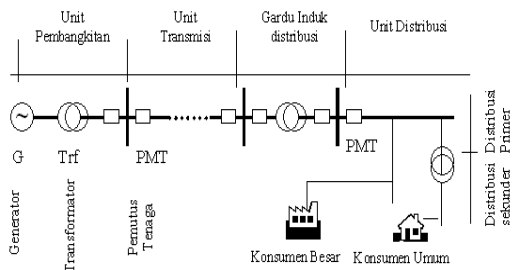 Unit
Pembangkitan
Unit
Transmisi
Gardu Induk
distribusi
Unit Distribusi
~
G
Trf
PMT
PMT
Generator
Transformator
Pemutus
Tenaga
Distribusi
Primer
Distribusi
sekunder
Konsumen Besar
Konsumen Umum